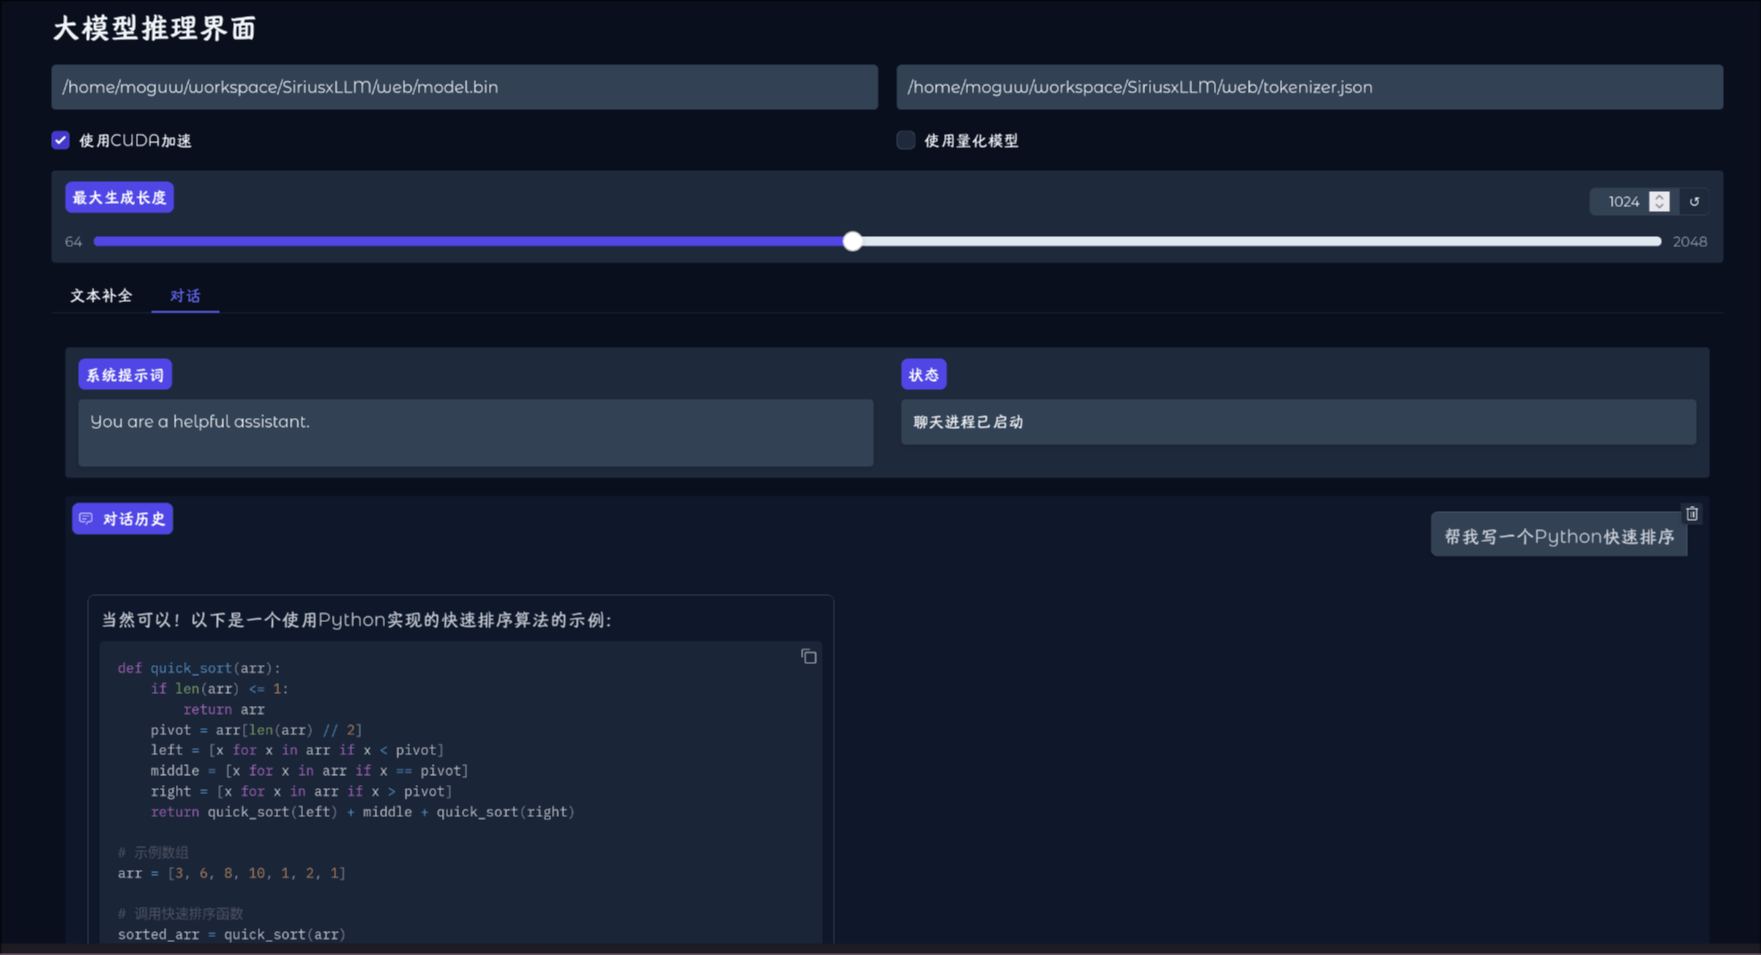 大模型推理界面
/home/moguw/workspace/SiriusxLLM/web/model.bin
/home/moguw/workspace/SiriusxLLM/web/tokenizer.json
使用CUDA加速
使用量化模型
最大生成长度
1024
64
2048
文本补全
对话
系统提示词
You are a helpful assistant.
状态
聊天进程已启动
对话历史
帮我写一个Python快速排序
当然可以！以下是一个使用Python实现的快速排序算法的示例：
def quick_sort(arr):
    if len(arr) <= 1:
        return arr
    pivot = arr[len(arr) // 2]
    left = [x for x in arr if x < pivot]
    middle = [x for x in arr if x == pivot]
    right = [x for x in arr if x > pivot]
    return quick_sort(left) + middle + quick_sort(right)
# 示例数组
arr = [3, 6, 8, 10, 1, 2, 1]
# 调用快速排序函数
sorted_arr = quick_sort(arr)